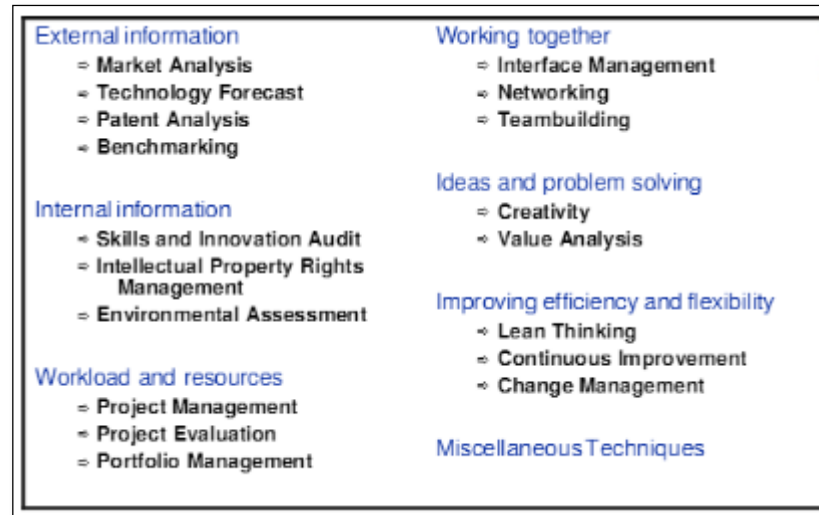 External information
⇨ Market Analysis
⇨ Technology Forecast
⇨ Patent Analysis
⇨ Benchmarking
Internal information
⇨ Skills and Innovation Audit
⇨ Intellectual Property Rights
Management
⇨ Environmental Assessment
Workload and resources
⇨ Project Management
⇨ Project Evaluation
⇨ Portfolio Management
Working together
⇨ Interface Management
⇨ Networking
⇨ Teambuilding
Ideas and problem solving
⇨ Creativity
⇨ Value Analysis
Improving efficiency and flexibility
⇨ Lean Thinking
⇨ Continuous Improvement
⇨ Change Management
Miscellaneous Techniques